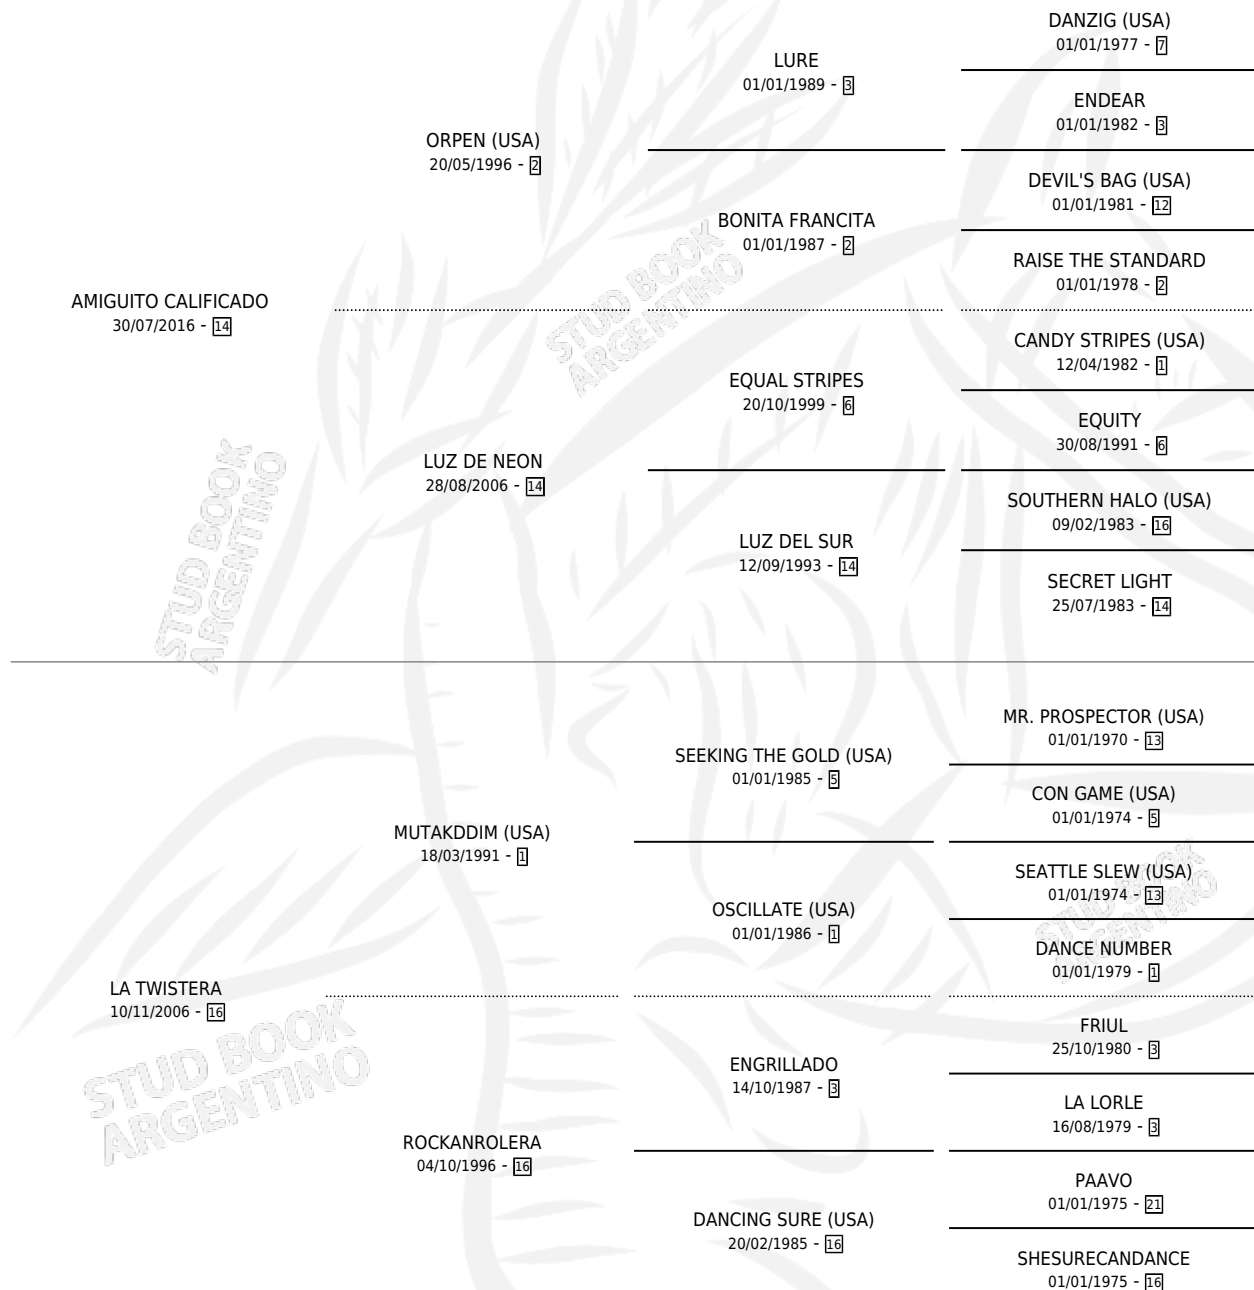 DANZIG (USA)
01/01/1977 - 7
LURE
01/01/1989 - 3
ENDEAR
01/01/1982 - 3
ORPEN (USA)
20/05/1996 - 2
DEVIL'S BAG (USA)
01/01/1981 - 12
BONITA FRANCITA
01/01/1987 - 2
RAISE THE STANDARD
01/01/1978 - 2
AMIGUITO CALIFICADO
30/07/2016 - 14
CANDY STRIPES (USA)
12/04/1982 - 1
EQUAL STRIPES
20/10/1999 - 6
EQUITY
30/08/1991 - 6
LUZ DE NEON
28/08/2006 - 14
SOUTHERN HALO (USA)
09/02/1983 - 16
LUZ DEL SUR
12/09/1993 - 14
SECRET LIGHT
25/07/1983 - 14
STUD BOOK
ARGENTINO
STUD BOOK
ARGENTINO
MR. PROSPECTOR (USA)
01/01/1970 - 13
SEEKING THE GOLD (USA)
01/01/1985 - 5
CON GAME (USA)
01/01/1974 - 5
MUTAKDDIM (USA)
18/03/1991 - 1
SEATTLE SLEW (USA)
01/01/1974 - 13
OSCILLATE (USA)
01/01/1986 - 1
DANCE NUMBER
01/01/1979 - 1
LA TWISTERA
10/11/2006 - 16
FRIUL
25/10/1980 - 3
ENGRILLADO
14/10/1987 - 3
LA LORLE
16/08/1979 - 3
ROCKANROLERA
04/10/1996 - 16
PAAVO
01/01/1975 - 21
DANCING SURE (USA)
20/02/1985 - 16
SHESURECANDANCE
01/01/1975 - 16
STUD BOOK
ARGENTINO
STUD BOOK
ARGENTINO